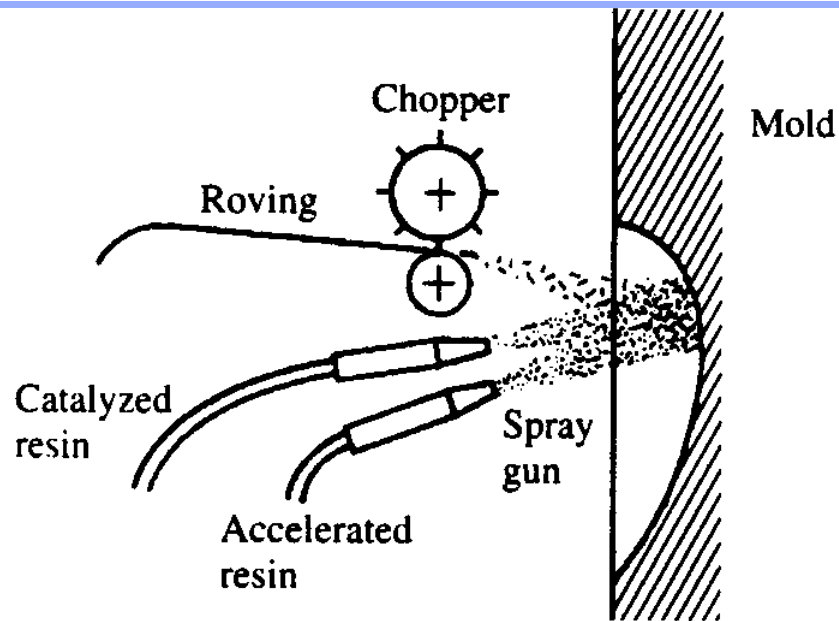 Chopper
Mold
Roving
Catalyzed
resin
Spray
gun
Accelerated
resin